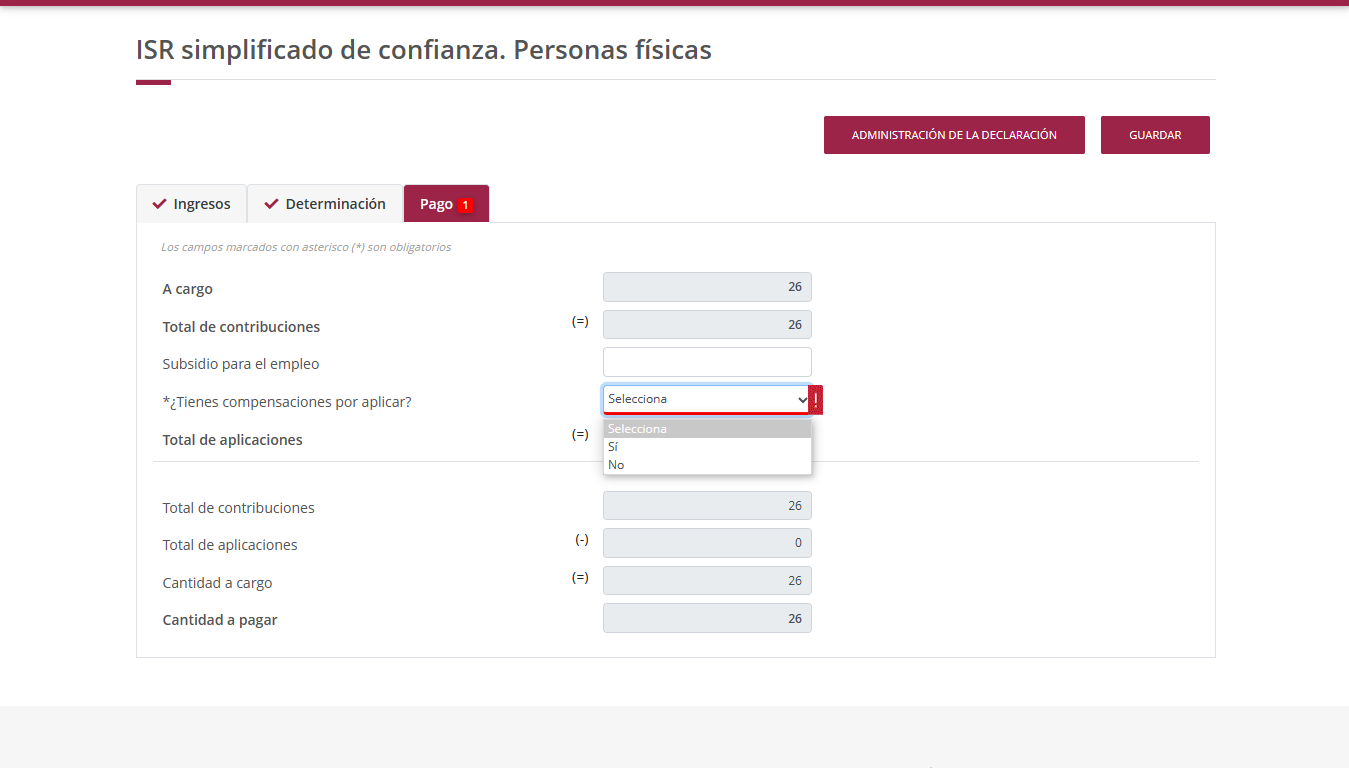 ISR simplificado de confianza. Personas físicas
ADMINISTRACIÓN DE LA DECLARACIÓN GUARDAR
Ingresos Determinación Pago 1
Los campos marcados con asterisco (*) son obligatorios
A cargo 26
Total de contribuciones (=) 26
Subsidio para el empleo
*¿Tienes compensaciones por aplicar? Selecciona !
Selecciona
Total de aplicaciones (=)
Sí
No
Total de contribuciones 26
Total de aplicaciones (-) 0
Cantidad a cargo (=) 26
Cantidad a pagar 26